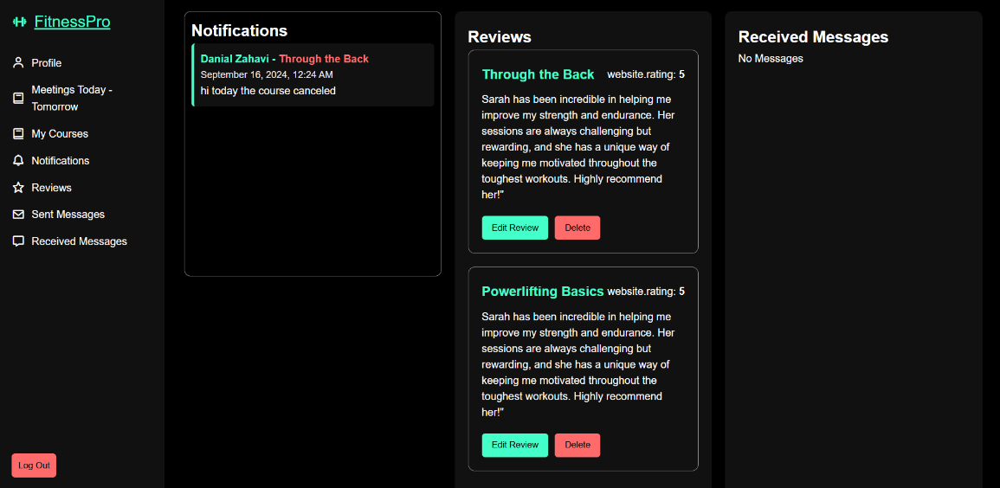 FitnessPro
Profile
Meetings Today -
Tomorrow
My Courses
Notifications
Reviews
Sent Messages
Received Messages
Log Out
Notifications
Danial Zahavi - Through the Back
September 16, 2024, 12:24 AM
hi today the course canceled
Reviews
Through the Back website.rating: 5
Sarah has been incredible in helping me
improve my strength and endurance. Her
sessions are always challenging but
rewarding, and she has a unique way of
keeping me motivated throughout the
toughest workouts. Highly recommend
her!"
Edit Review Delete
Powerlifting Basics website.rating: 5
Sarah has been incredible in helping me
improve my strength and endurance. Her
sessions are always challenging but
rewarding, and she has a unique way of
keeping me motivated throughout the
toughest workouts. Highly recommend
her!"
Edit Review Delete
Received Messages
No Messages